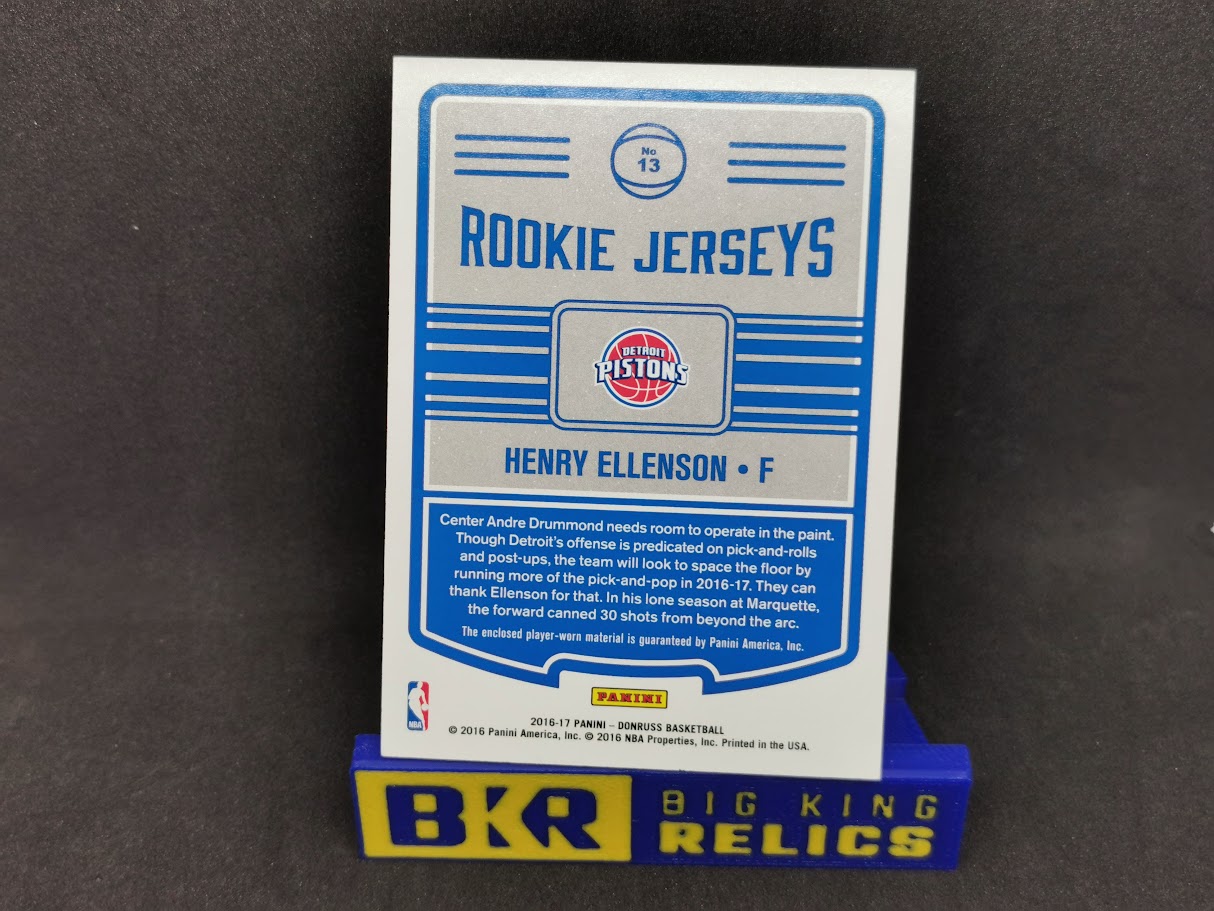 No
13
ROOKIE JERSEYS
DETROIT
PISTONS
HENRY ELLENSON • F
Center Andre Drummond needs room to operate in the paint.
Though Detroit's offense is predicated on pick-and-rolls
and post-ups, the team will look to space the floor by
running more of the pick-and-pop in 2016-17. They can
thank Ellenson for that. In his lone season at Marquette,
the forward canned 30 shots from beyond the arc.
The enclosed player-worn material is guaranteed by Panini America, Inc.
PANINI
NBA
2016-17 PANINI – DONRUSS BASKETBALL
© 2016 Panini America, Inc. © 2016 NBA Properties, Inc. Printed in the USA.
BKR
BIG KING
RELICS